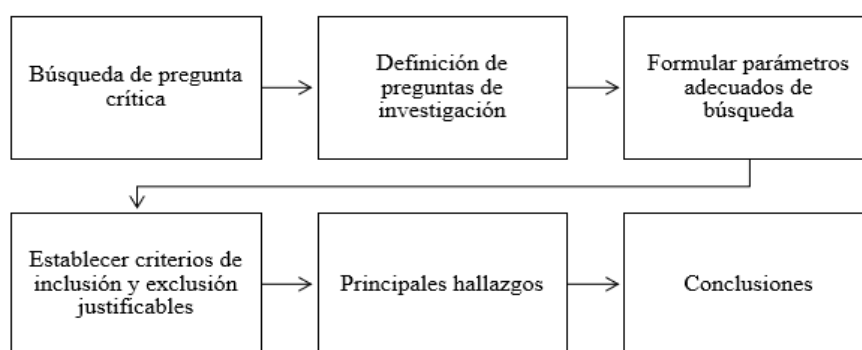 Búsqueda de pregunta
crítica
Definición de
preguntas de
investigación
Formular parámetros
adecuados de
búsqueda
Establecer criterios de
inclusión y exclusión
justificables
Principales hallazgos
Conclusiones